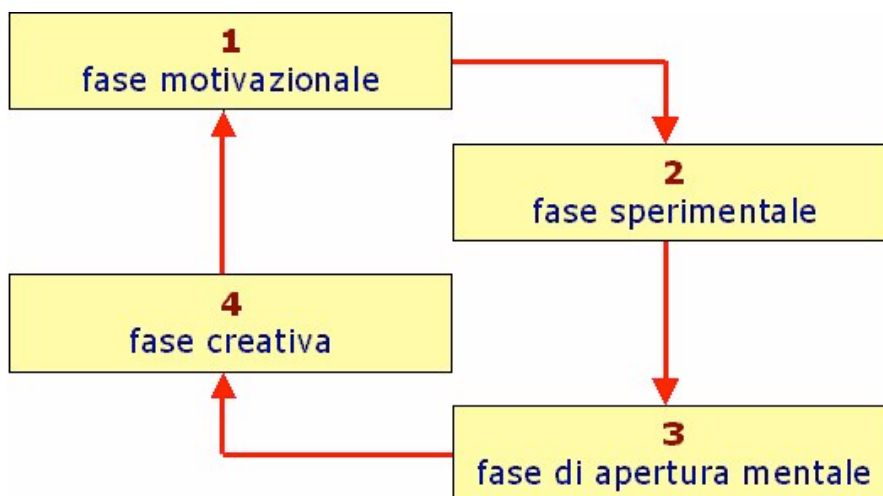 1
fase motivazionale
2
fase sperimentale
4
fase creativa
3
fase di apertura mentale